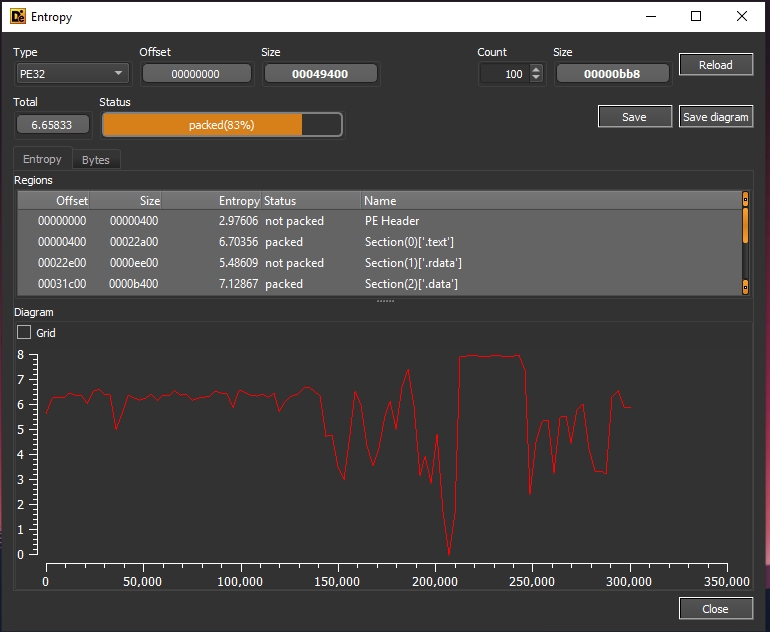 Entropy
Type Offset Size Count Size
PE32 00000000 00049400 100 00000bb8 Reload
Total Status
6.65833 packed(83%) Save Save diagram
Entropy Bytes
Regions
Offset Size Entropy Status Name
00000000 00000400 2.97606 not packed PE Header
00000400 00022a00 6.70356 packed Section(0)['.text']
00022e00 0000ee00 5.48609 not packed Section(1)['.rdata']
00031c00 0000b400 7.12867 packed Section(2)['.data']
Diagram
Grid
8
7
6
5
4
3
2
1
0
0 50,000 100,000 150,000 200,000 250,000 300,000 350,000
Close